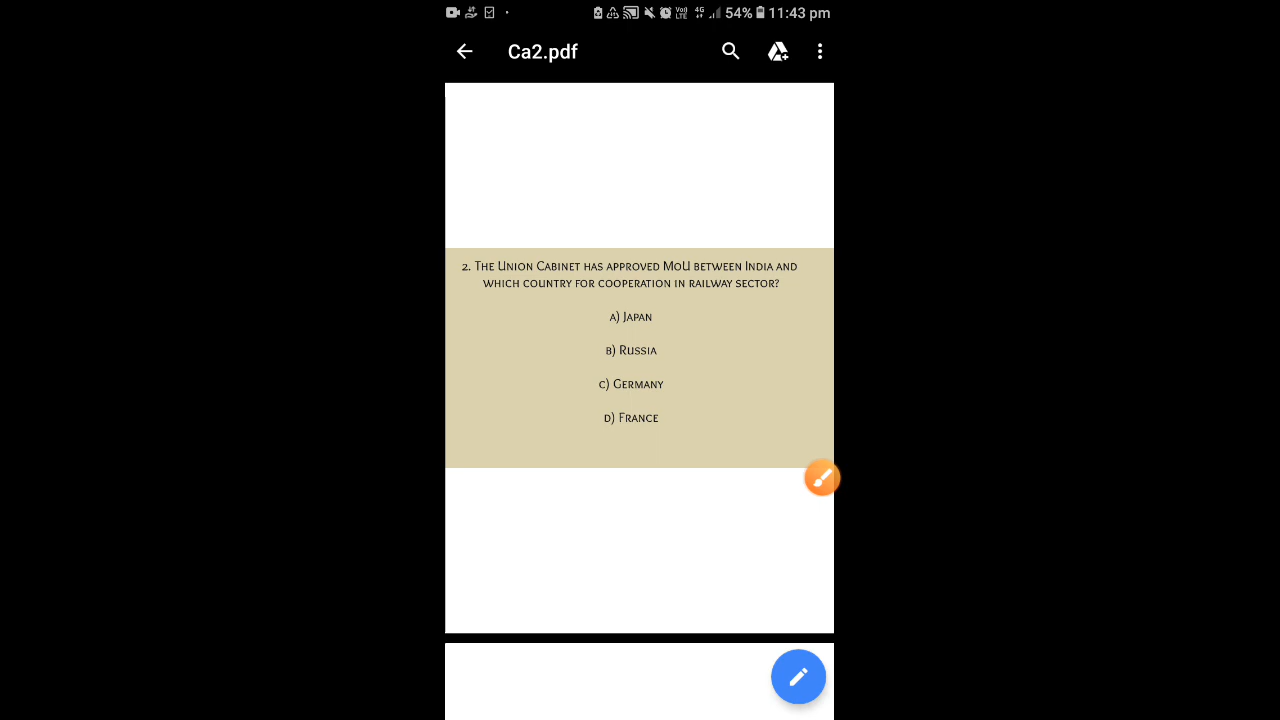 54% 11:43 pm
Ca2.pdf
2. The Union Cabinet has approved MoU between India and
which country for cooperation in railway sector?
a) Japan
b) Russia
c) Germany
d) France